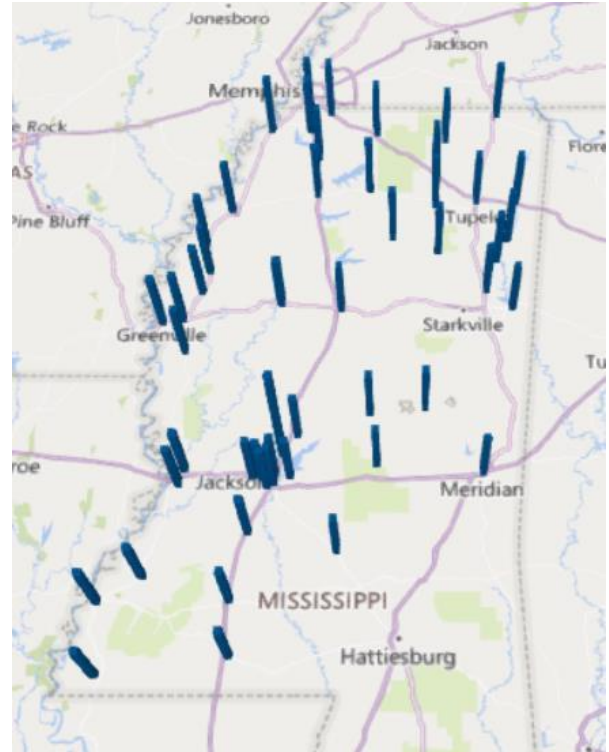 Jonesboro
Jackson
Memphis
e Rock
Flore
AS
Pine Bluff
Tupelo
Greenville
Starkville
Tu
roe
Jackson
Meridian
MISSISSIPPI
Hattiesburg